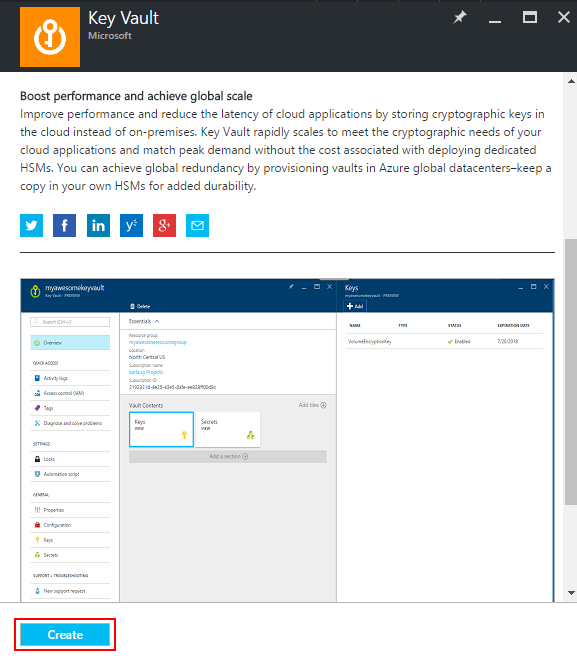 Key Vault
Microsoft
Boost performance and achieve global scale
Improve performance and reduce the latency of cloud applications by storing cryptographic keys in
the cloud instead of on-premises. Key Vault rapidly scales to meet the cryptographic needs of your
cloud applications and match peak demand without the cost associated with deploying dedicated
HSMs. You can achieve global redundancy by provisioning vaults in Azure global datacenters–keep a
copy in your own HSMs for added durability.
myawesomekeyvault
Key Vault - PREVIEW
Delete
Search (Ctrl+/)
Overview
QUICK ACCESS
Activity logs
Access control (IAM)
Tags
Diagnose and solve problems
SETTINGS
Locks
Automation script
GENERAL
Properties
Configuration
Keys
Secrets
SUPPORT + TROUBLESHOOTING
New support request
Essentials
Resource group
myawesomeresourcegroup
Location
North Central US
Subscription name
Subscription ID
Vault Contents
Add tiles
Keys
VIEW
Secrets
VIEW
Add a section
Keys
myawesomekeyvault - PREVIEW
Add
NAME TYPE STATUS EXPIRATION DATE
VolumeEncryptionKey Enabled 7/20/2018
Create